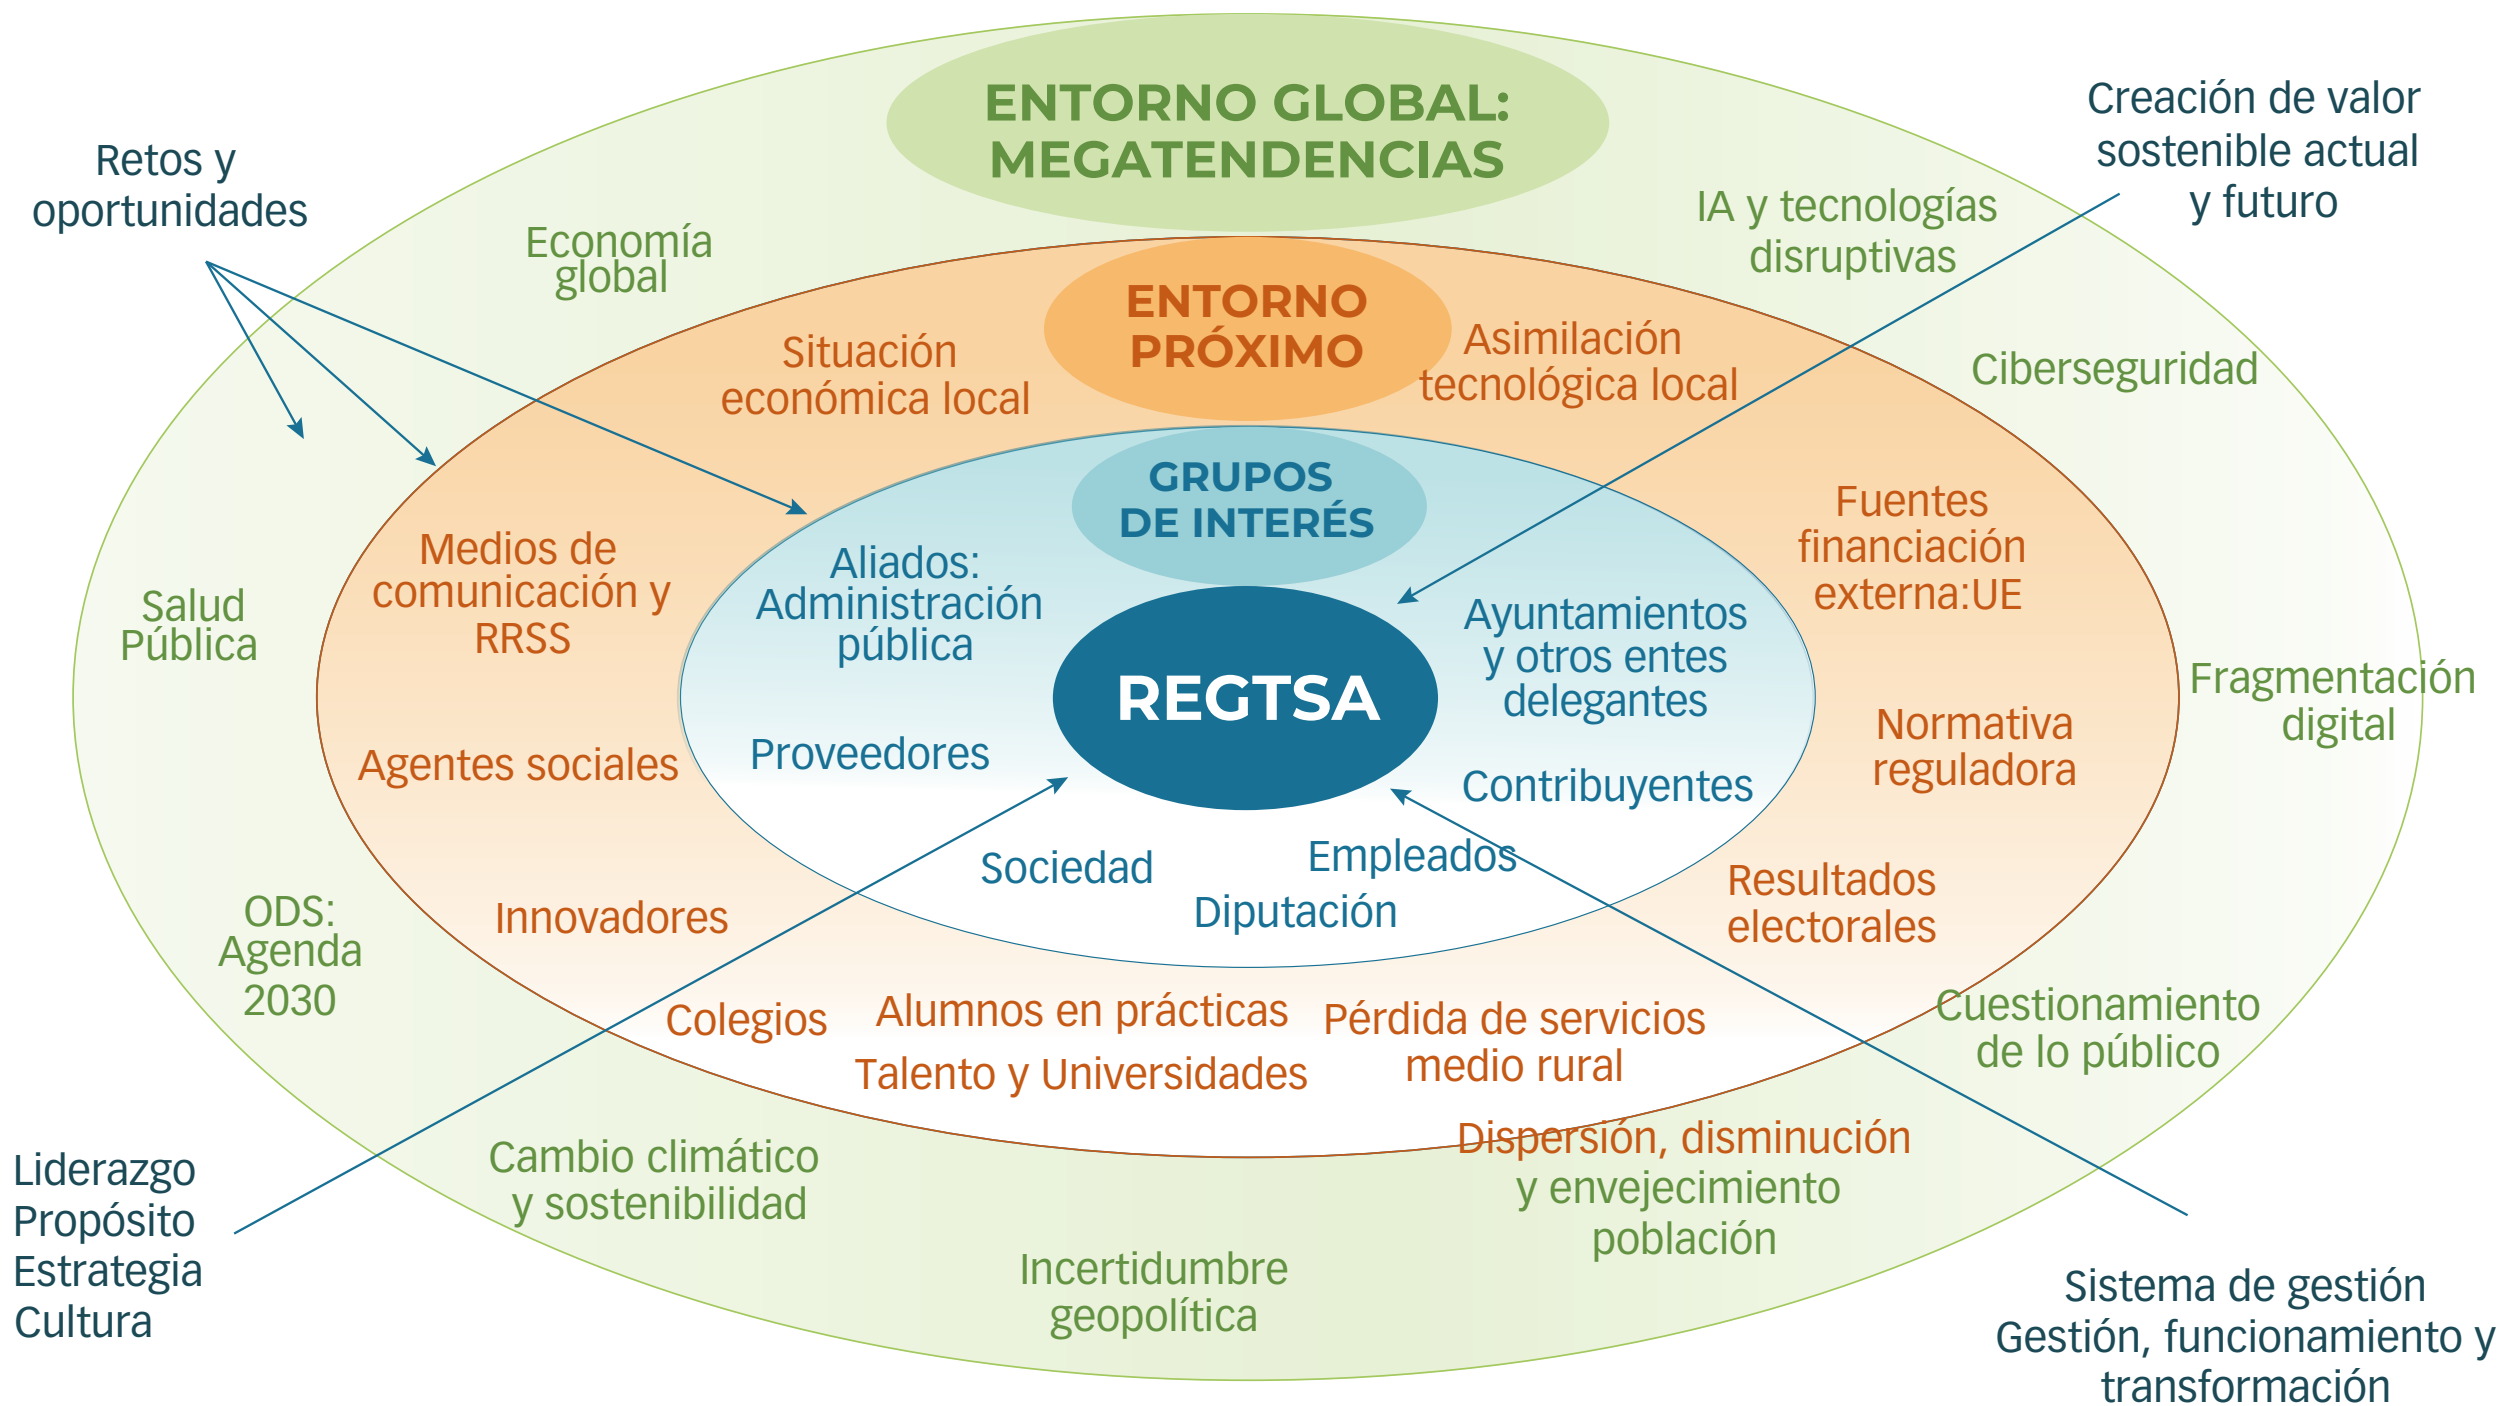 ENTORNO GLOBAL:
MEGATENDENCIAS
Retos y
oportunidades
Creación de valor
sostenible actual
y futuro
Economía
global
IA y tecnologías
disruptivas
Ciberseguridad
Salud
Pública
Fragmentación
digital
ODS:
Agenda
2030
Cuestionamiento
de lo público
Cambio climático
y sostenibilidad
Incertidumbre
geopolítica
Dispersión, disminución
y envejecimiento
población
ENTORNO
PRÓXIMO
Situación
económica local
Asimilación
tecnológica local
Medios de
comunicación y
RRSS
Fuentes
financiación
externa:UE
Agentes sociales
Normativa
reguladora
Innovadores
Resultados
electorales
Colegios
Alumnos en prácticas
Talento y Universidades
Pérdida de servicios
medio rural
GRUPOS
DE INTERÉS
Aliados:
Administración
pública
Ayuntamientos
y otros entes
delegantes
Proveedores
Contribuyentes
Sociedad
Empleados
Diputación
REGTSA
Liderazgo
Propósito
Estrategia
Cultura
Sistema de gestión
Gestión, funcionamiento y
transformación